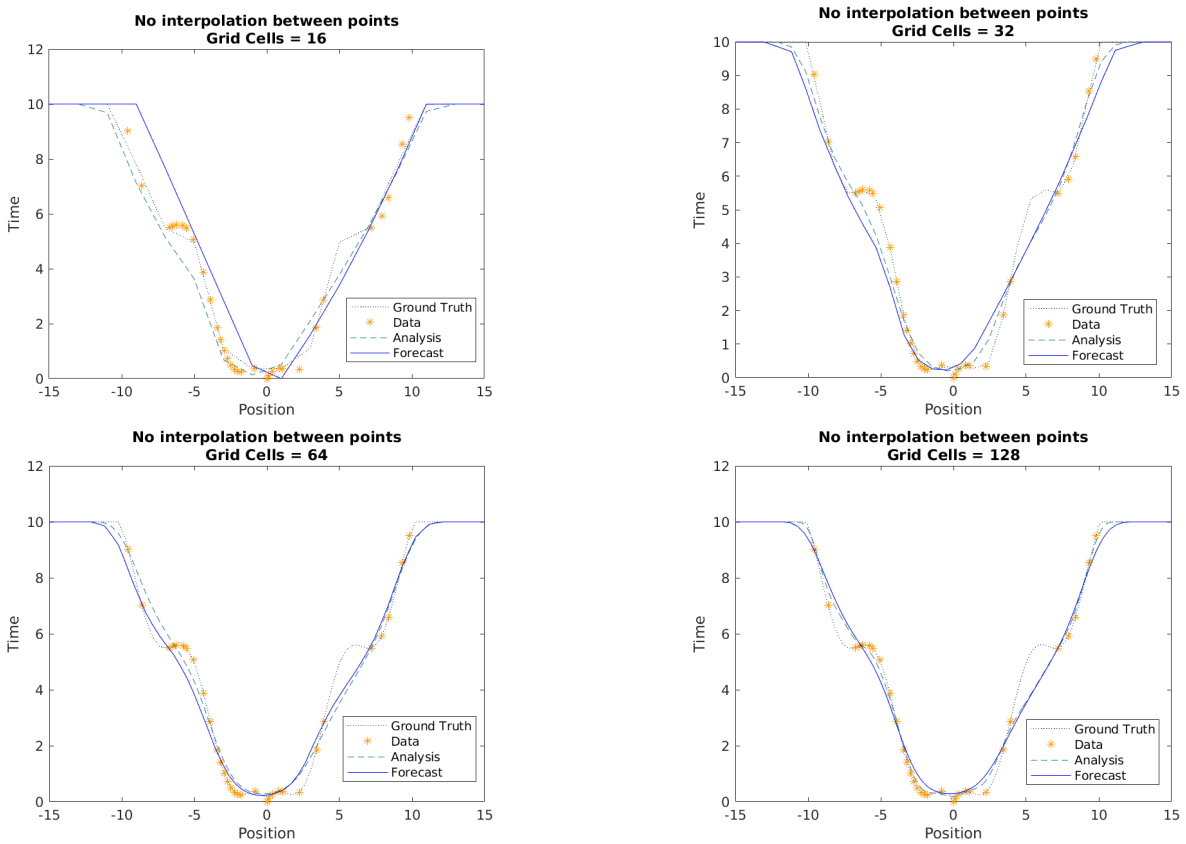 No interpolation between points
Grid Cells = 16
12
10
8
6
4
2
0
Time
-15 -10 -5 0 5 10 15
Position
Ground Truth
Data
Analysis
Forecast
No interpolation between points
Grid Cells = 32
10
9
8
7
6
5
4
3
2
1
0
Time
-15 -10 -5 0 5 10 15
Position
Ground Truth
Data
Analysis
Forecast
No interpolation between points
Grid Cells = 64
12
10
8
6
4
2
0
Time
-15 -10 -5 0 5 10 15
Position
Ground Truth
Data
Analysis
Forecast
No interpolation between points
Grid Cells = 128
12
10
8
6
4
2
0
Time
-15 -10 -5 0 5 10 15
Position
Ground Truth
Data
Analysis
Forecast